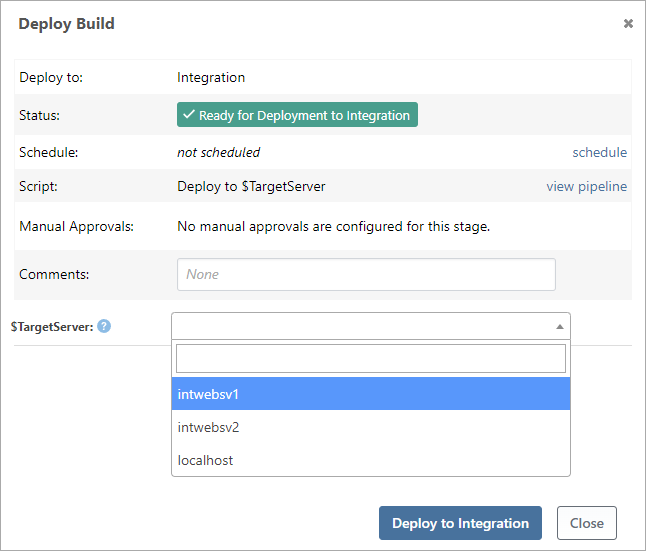 Deploy Build
Deploy to: Integration
Status: Ready for Deployment to Integration
Schedule: not scheduled schedule
Script: Deploy to $TargetServer view pipeline
Manual Approvals: No manual approvals are configured for this stage.
Comments: None
$TargetServer: ?
intwebsv1
intwebsv2
localhost
Deploy to Integration Close